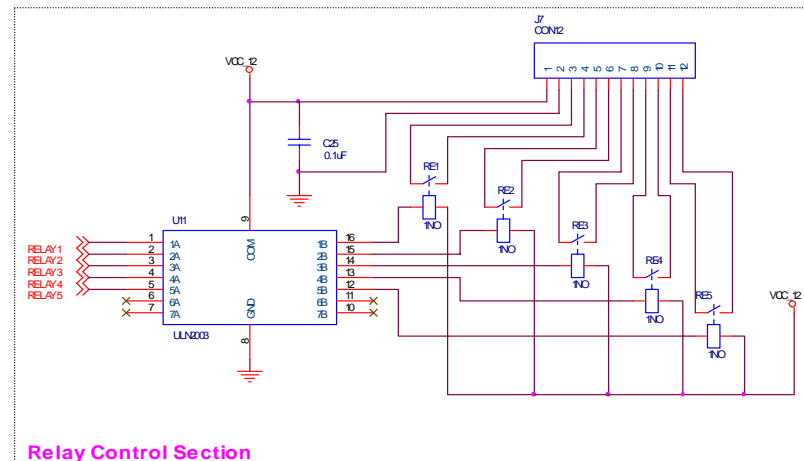 J7
CON12
VCC_12
1 2 3 4 5 6 7 8 9 10 11 12
C25
0.1uF
RE1
RE2
RE3
RE4
RE5
1NO
1NO
1NO
1NO
1NO
VCC_12
U11
9
COM
RELAY1 1 1A 1B 16
RELAY2 2 2A 2B 15
RELAY3 3 3A 3B 14
RELAY4 4 4A 4B 13
RELAY5 5 5A 5B 12
6 6A 6B 11
7 7A 7B 10
GND
8
ULN2003
Relay Control Section